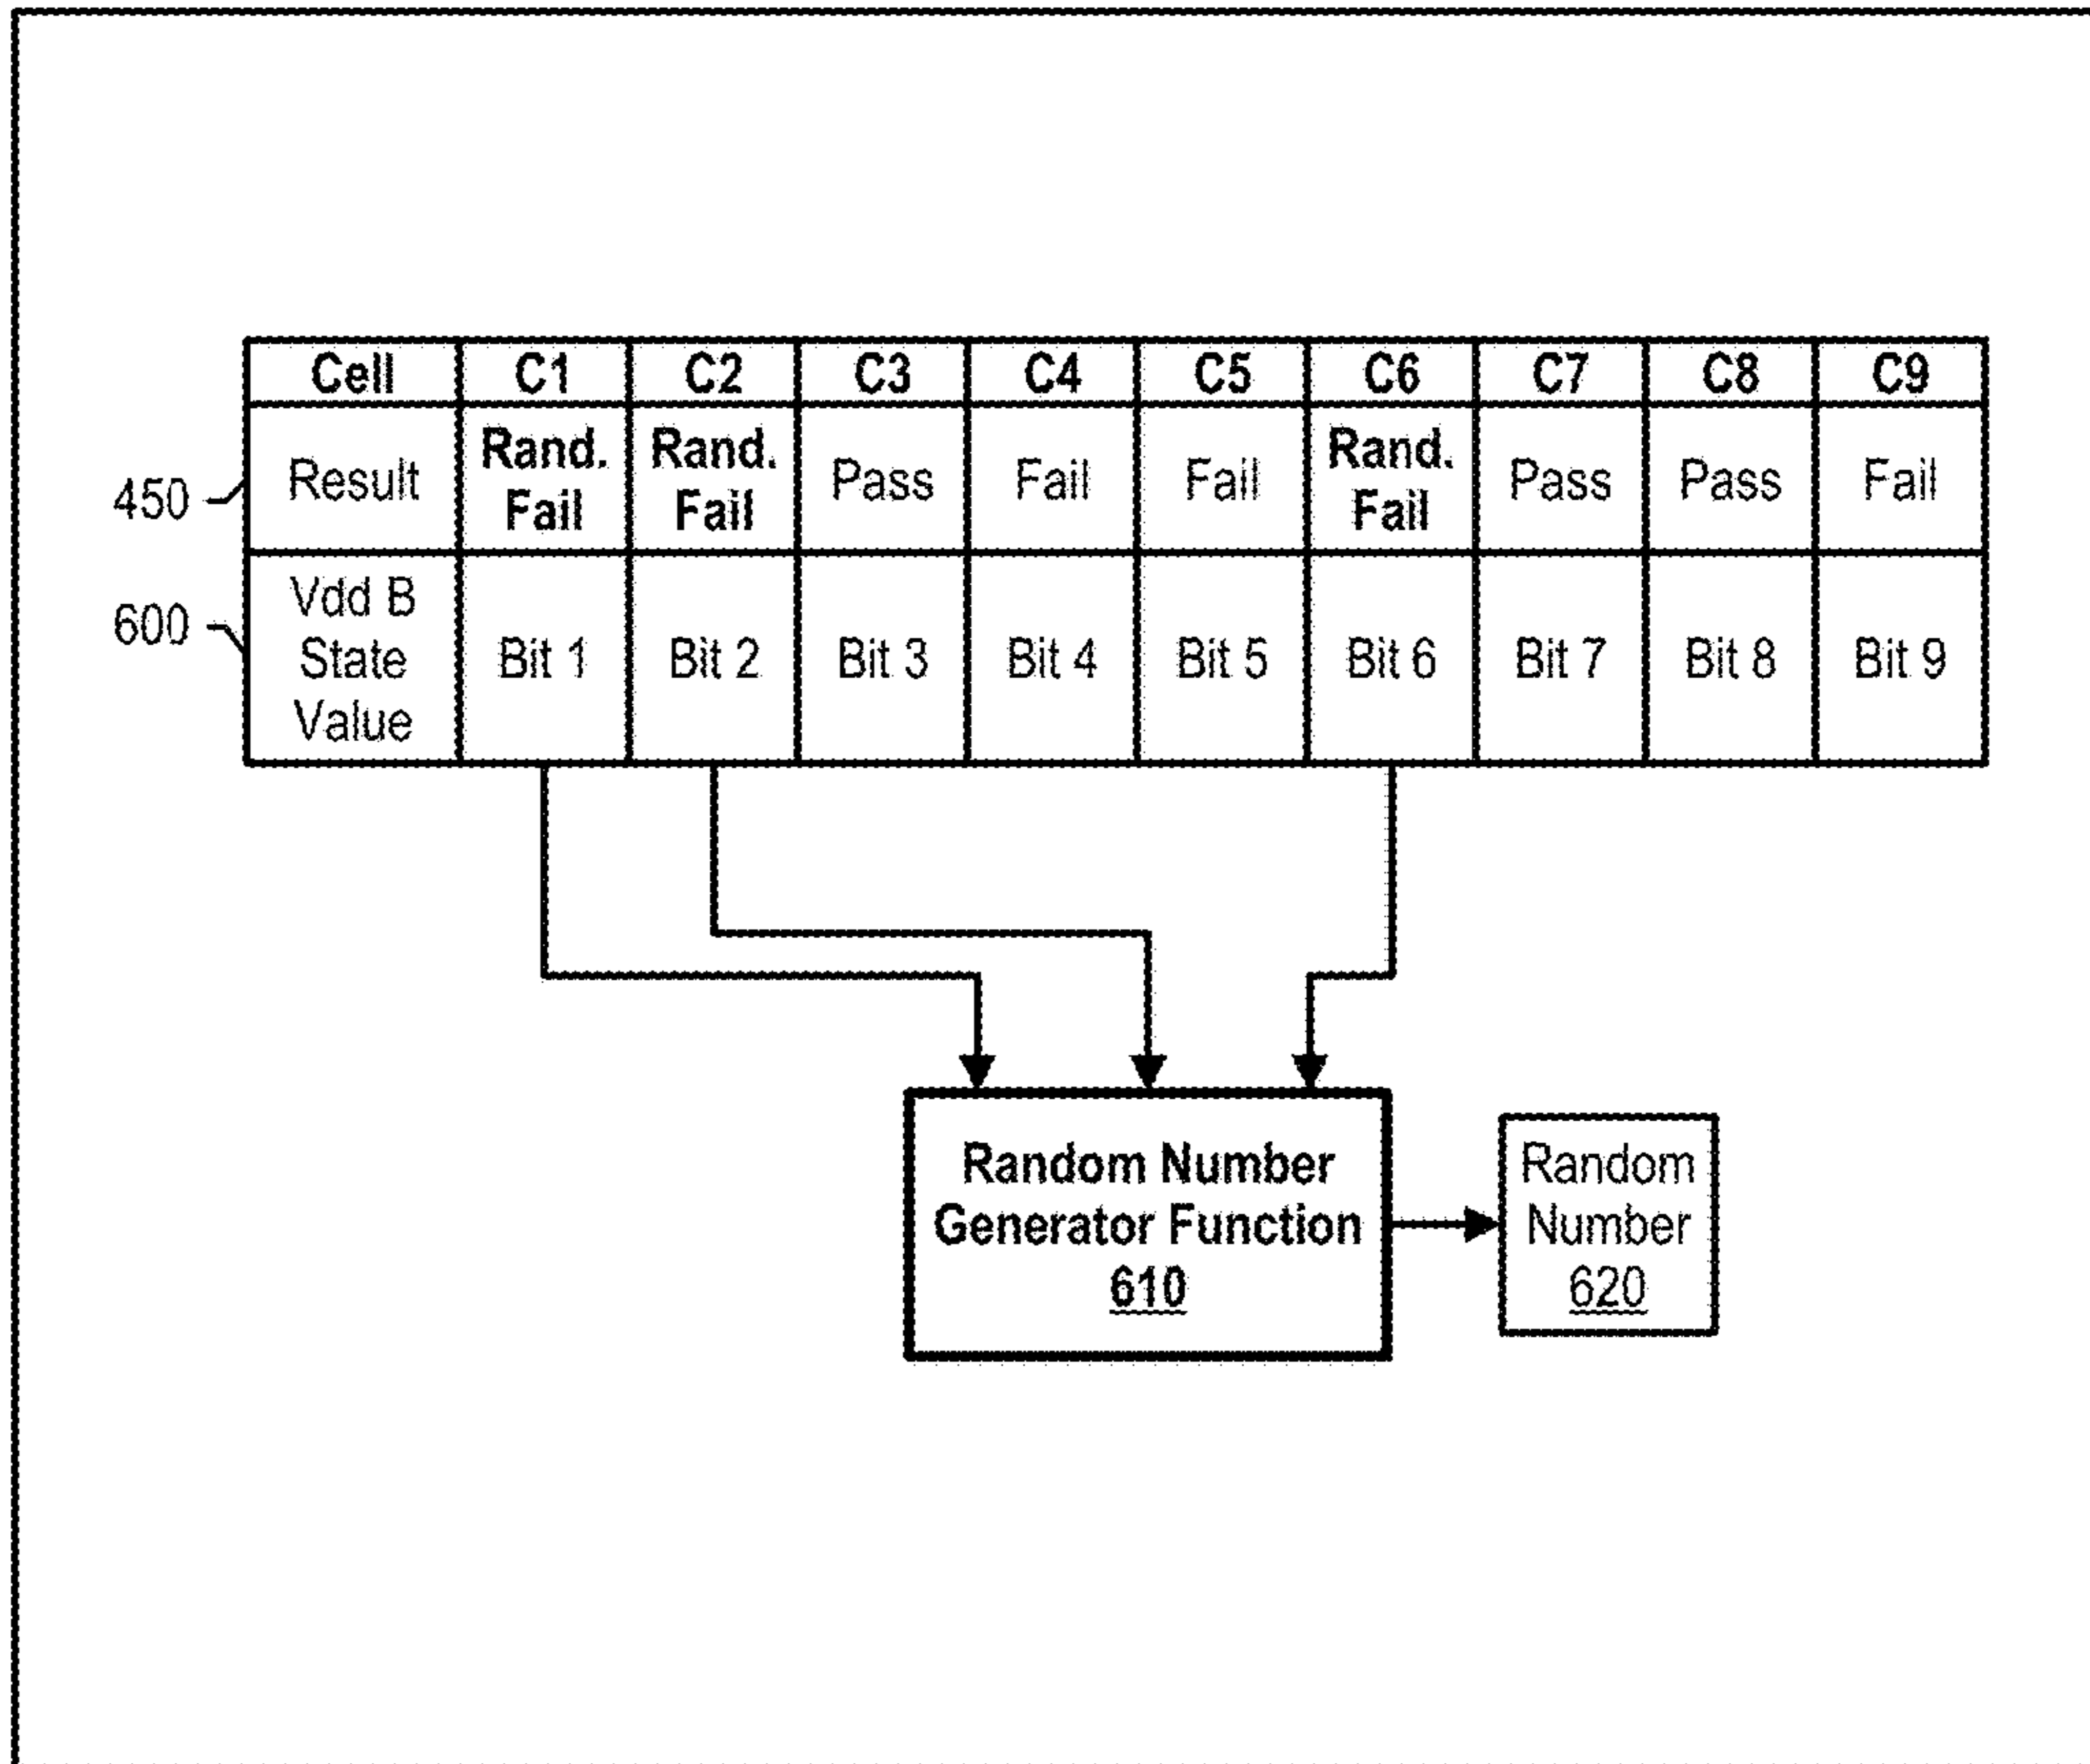 Cell C1 C2 C3 C4 C5 C6 C7 C8 C9
450 Result Rand. Fail Rand. Fail Pass Fail Fail Rand. Fail Pass Pass Fail
600 Vdd B State Value Bit 1 Bit 2 Bit 3 Bit 4 Bit 5 Bit 6 Bit 7 Bit 8 Bit 9
Random Number
Generator Function
610
Random
Number
620